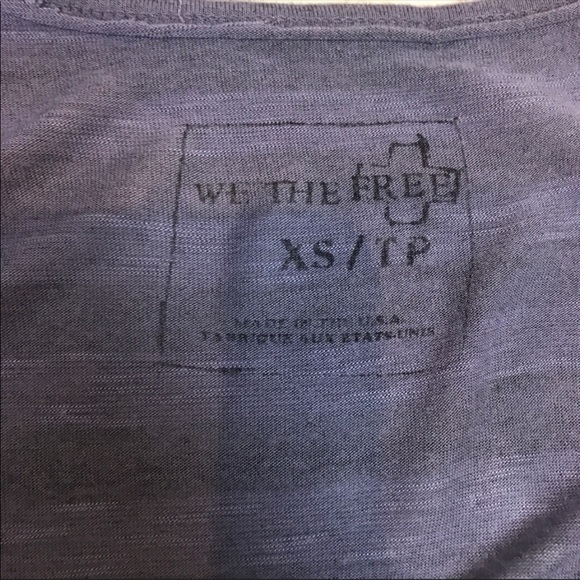 WE THE FREE
XS / TP
MADE IN THE U.S.A
FABRIQUE AUX ETATS-UNIS